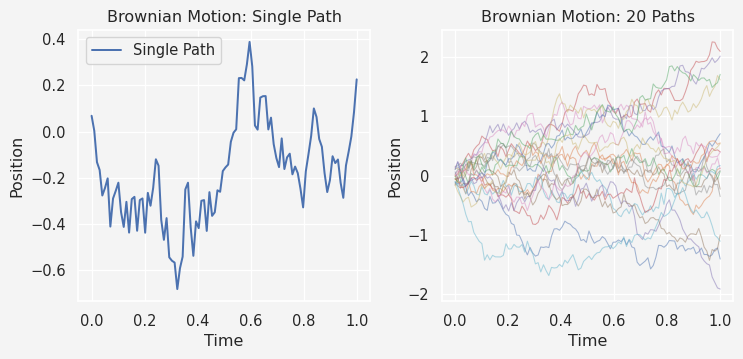 Brownian Motion: Single Path
Single Path
0.4
0.2
0.0
−0.2
−0.4
−0.6
Position
0.0 0.2 0.4 0.6 0.8 1.0
Time
Brownian Motion: 20 Paths
2
1
0
−1
−2
Position
0.0 0.2 0.4 0.6 0.8 1.0
Time